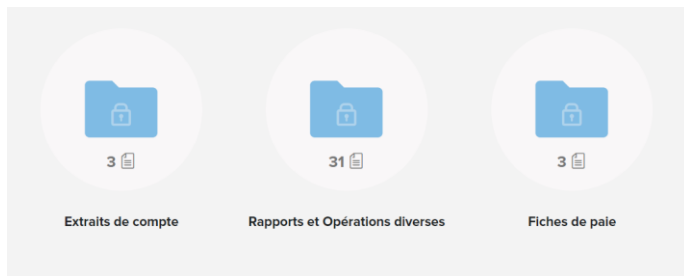 3
31
3
Extraits de compte
Rapports et Opérations diverses
Fiches de paie